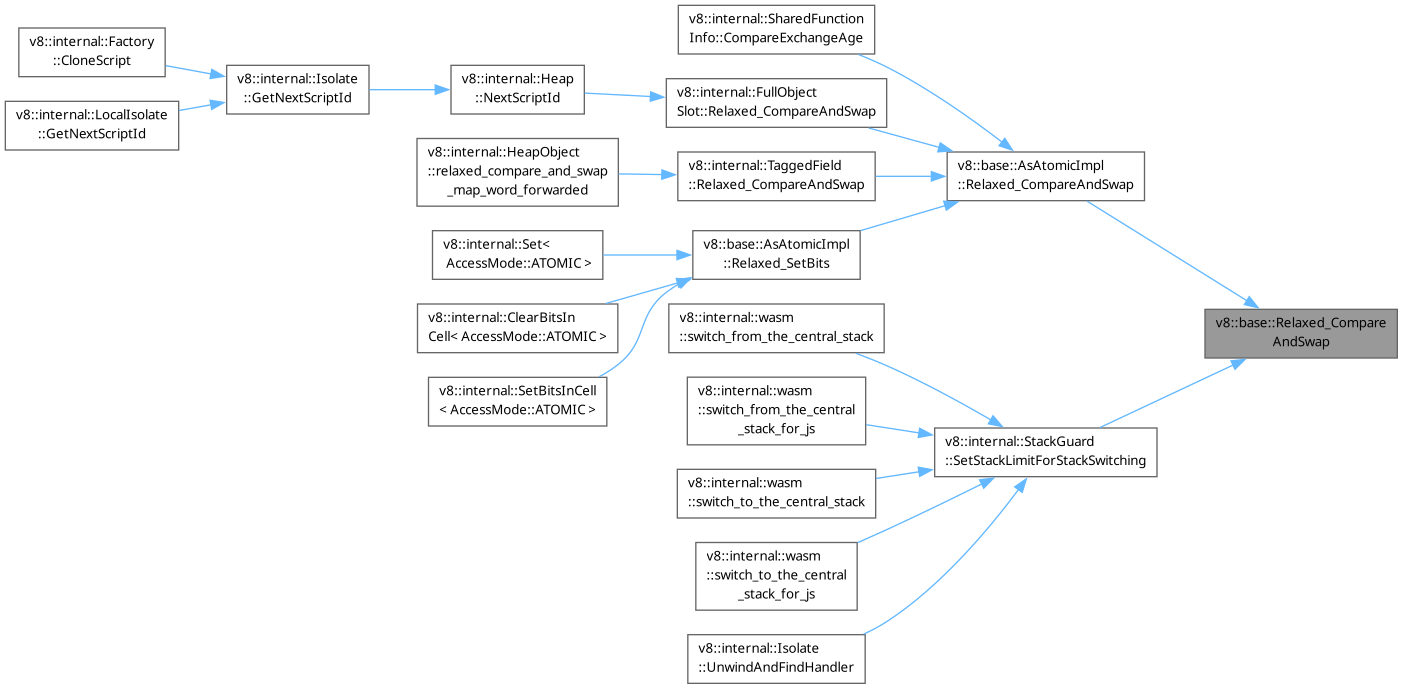 v8::internal::Factory
::CloneScript
v8::internal::LocalIsolate
::GetNextScriptId
v8::internal::Isolate
::GetNextScriptId
v8::internal::Heap
::NextScriptId
v8::internal::HeapObject
::relaxed_compare_and_swap
_map_word_forwarded
v8::internal::Set<
AccessMode::ATOMIC >
v8::internal::ClearBitsIn
Cell< AccessMode::ATOMIC >
v8::internal::SetBitsInCell
< AccessMode::ATOMIC >
v8::internal::SharedFunction
Info::CompareExchangeAge
v8::internal::FullObject
Slot::Relaxed_CompareAndSwap
v8::internal::TaggedField
::Relaxed_CompareAndSwap
v8::base::AsAtomicImpl
::Relaxed_SetBits
v8::internal::wasm
::switch_from_the_central_stack
v8::internal::wasm
::switch_from_the_central
_stack_for_js
v8::internal::wasm
::switch_to_the_central_stack
v8::internal::wasm
::switch_to_the_central
_stack_for_js
v8::internal::Isolate
::UnwindAndFindHandler
v8::base::AsAtomicImpl
::Relaxed_CompareAndSwap
v8::internal::StackGuard
::SetStackLimitForStackSwitching
v8::base::Relaxed_Compare
AndSwap